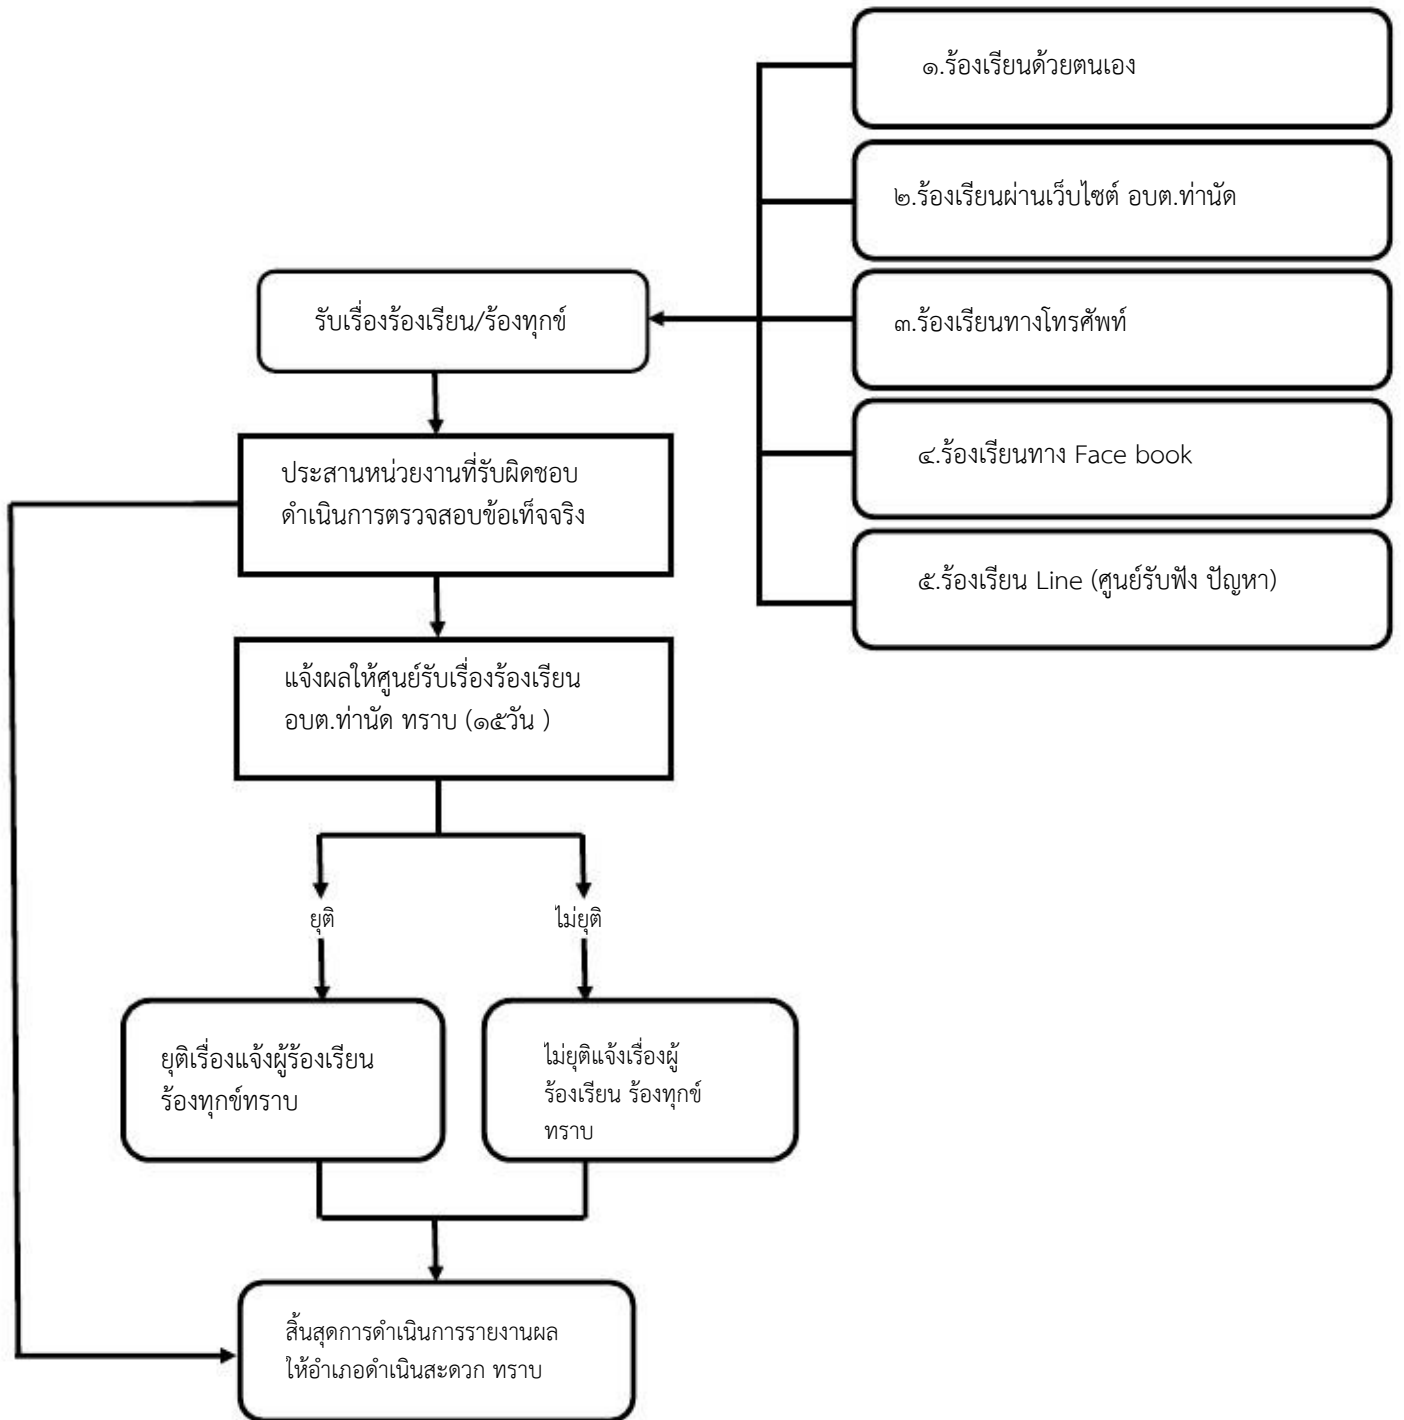 ๑.ร้องเรียนด้วยตนเอง
๒.ร้องเรียนผ่านเว็บไซต์ อบต.ท่านัด
๓.ร้องเรียนทางโทรศัพท์
๔.ร้องเรียนทาง Face book
๕.ร้องเรียน Line (ศูนย์รับฟัง ปัญหา)
รับเรื่องร้องเรียน/ร้องทุกข์
ประสานหน่วยงานที่รับผิดชอบ
ดำเนินการตรวจสอบข้อเท็จจริง
แจ้งผลให้ศูนย์รับเรื่องร้องเรียน
อบต.ท่านัด ทราบ (๑๕วัน )
ยุติ
ไม่ยุติ
ยุติเรื่องแจ้งผู้ร้องเรียน
ร้องทุกข์ทราบ
ไม่ยุติแจ้งเรื่องผู้
ร้องเรียน ร้องทุกข์
ทราบ
สิ้นสุดการดำเนินการรายงานผล
ให้อำเภอดำเนินสะดวก ทราบ